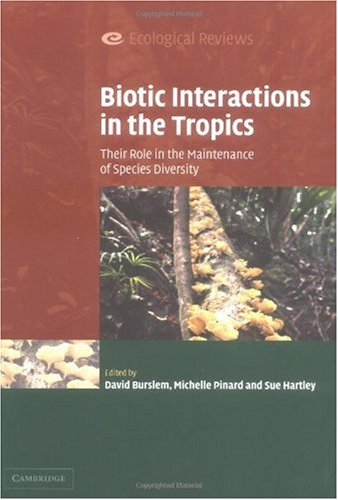 Ecological Reviews
Biotic Interactions
in the Tropics
Their Role in the Maintenance
of Species Diversity
Edited by
David Burslem, Michelle Pinard and Sue Hartley
CAMBRIDGE